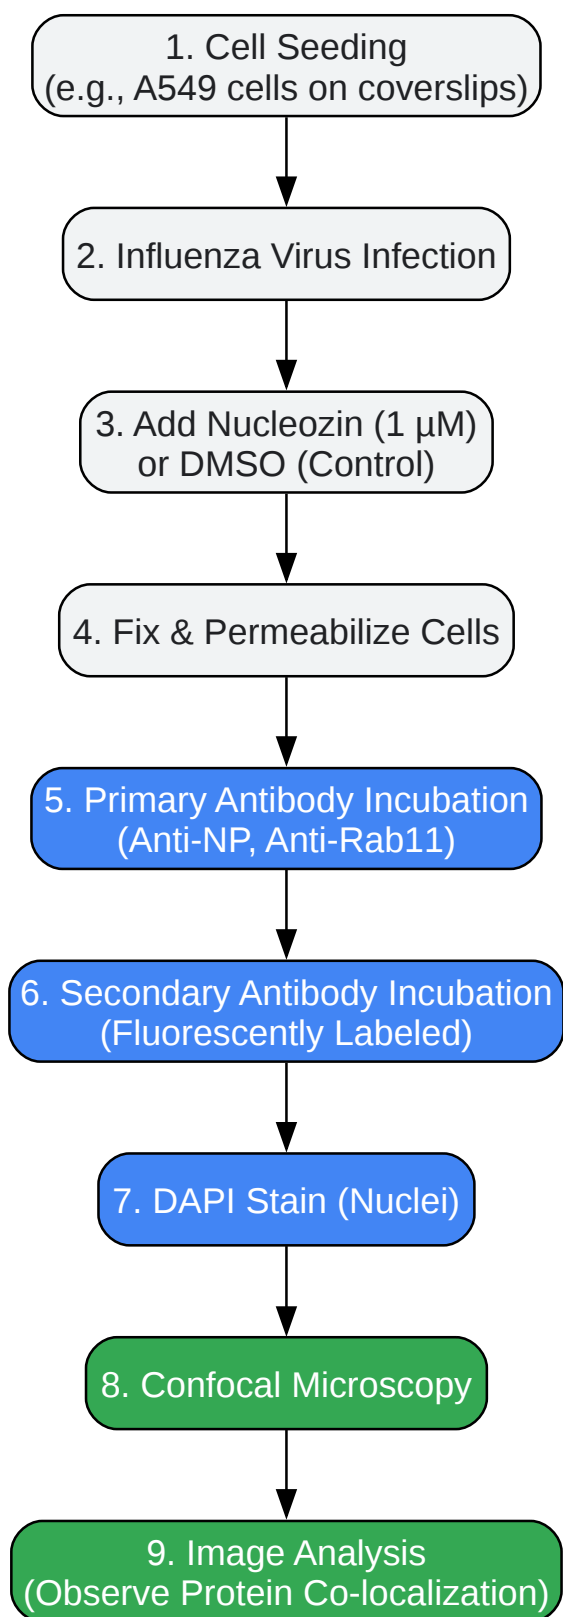 1. Cell Seeding
(e.g., A549 cells on coverslips)
2. Influenza Virus Infection
3. Add Nucleozin (1 µM)
or DMSO (Control)
4. Fix & Permeabilize Cells
5. Primary Antibody Incubation
(Anti-NP, Anti-Rab11)
6. Secondary Antibody Incubation
(Fluorescently Labeled)
7. DAPI Stain (Nuclei)
8. Confocal Microscopy
9. Image Analysis
(Observe Protein Co-localization)